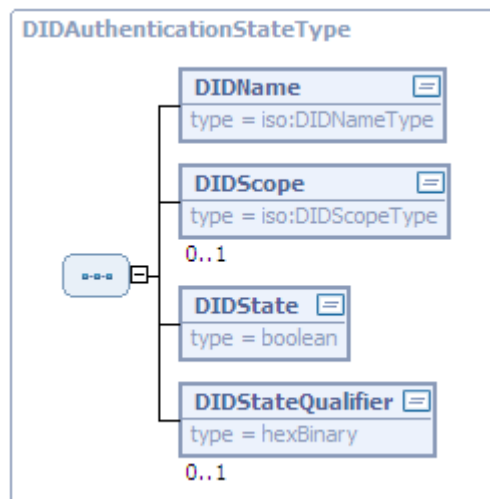 DIDAuthenticationStateType
DIDName
type = iso:DIDNameType
DIDScope
type = iso:DIDScopeType
0..1
DIDState
type = boolean
DIDStateQualifier
type = hexBinary
0..1